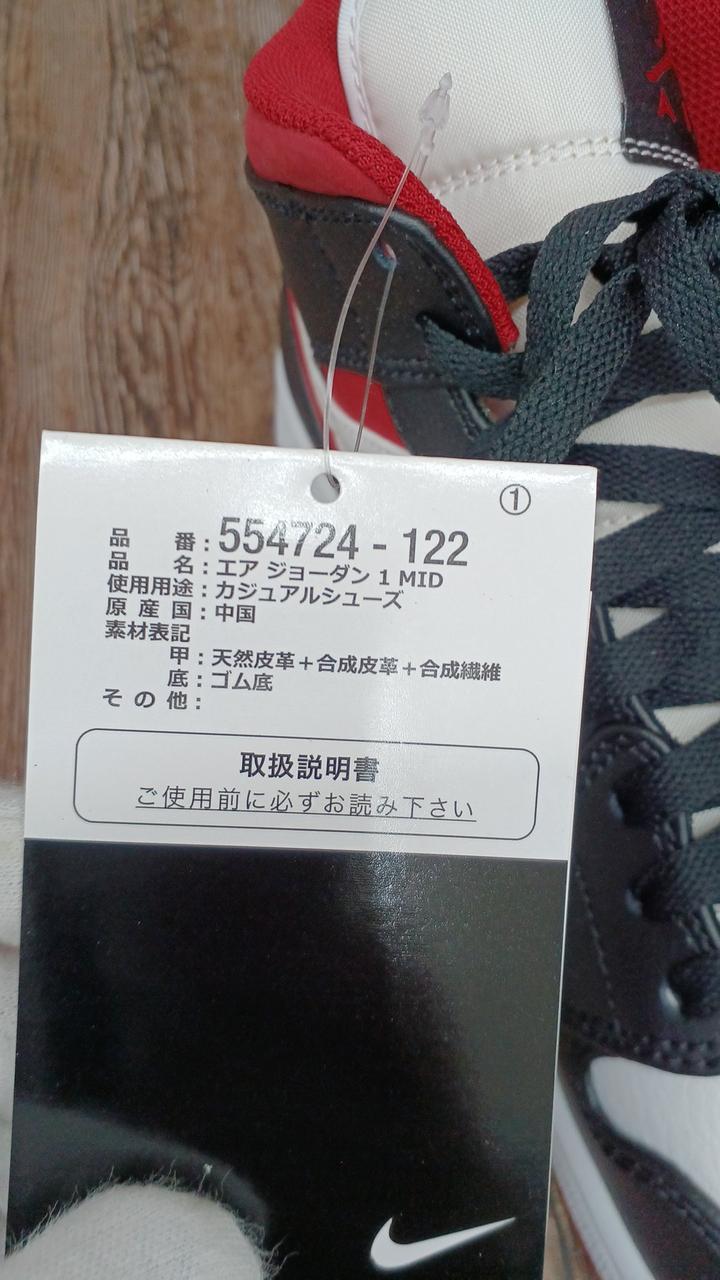 ①
品番：554724 - 122
品名：エア ジョーダン 1 MID
使用用途：カジュアルシューズ
原産国：中国
素材表記
甲：天然皮革＋合成皮革＋合成繊維
底：ゴム底
その他：
取扱説明書
ご使用前に必ずお読み下さい